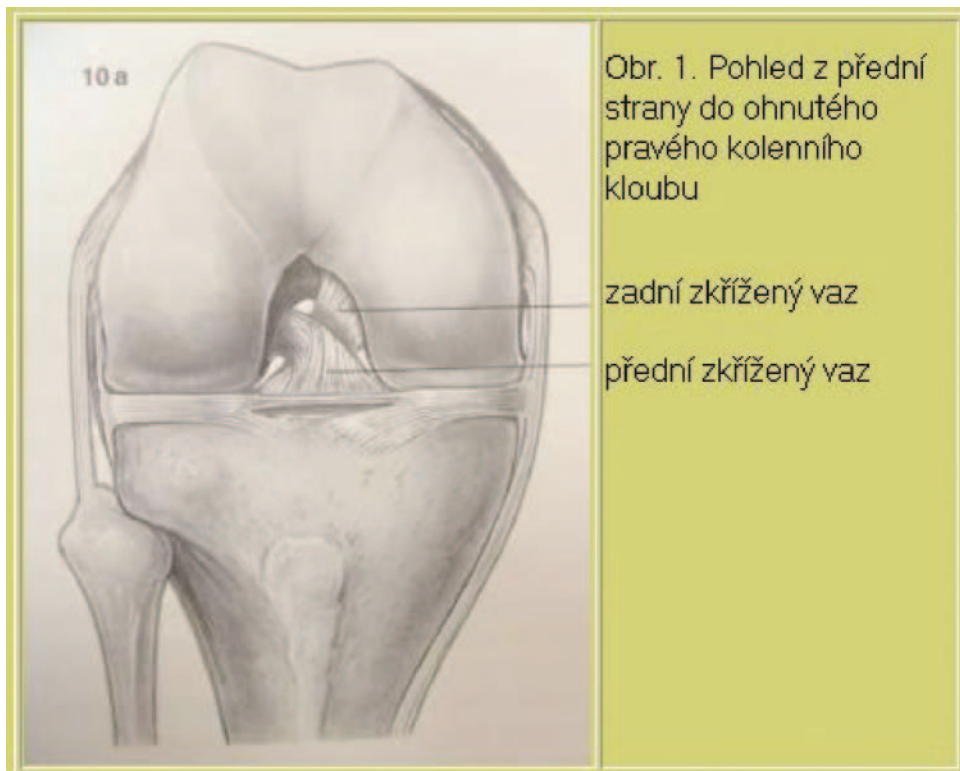 10 a
Obr. 1. Pohled z přední
strany do ohnutého
pravého kolenního
kloubu
zadní zkřížený vaz
přední zkřížený vaz